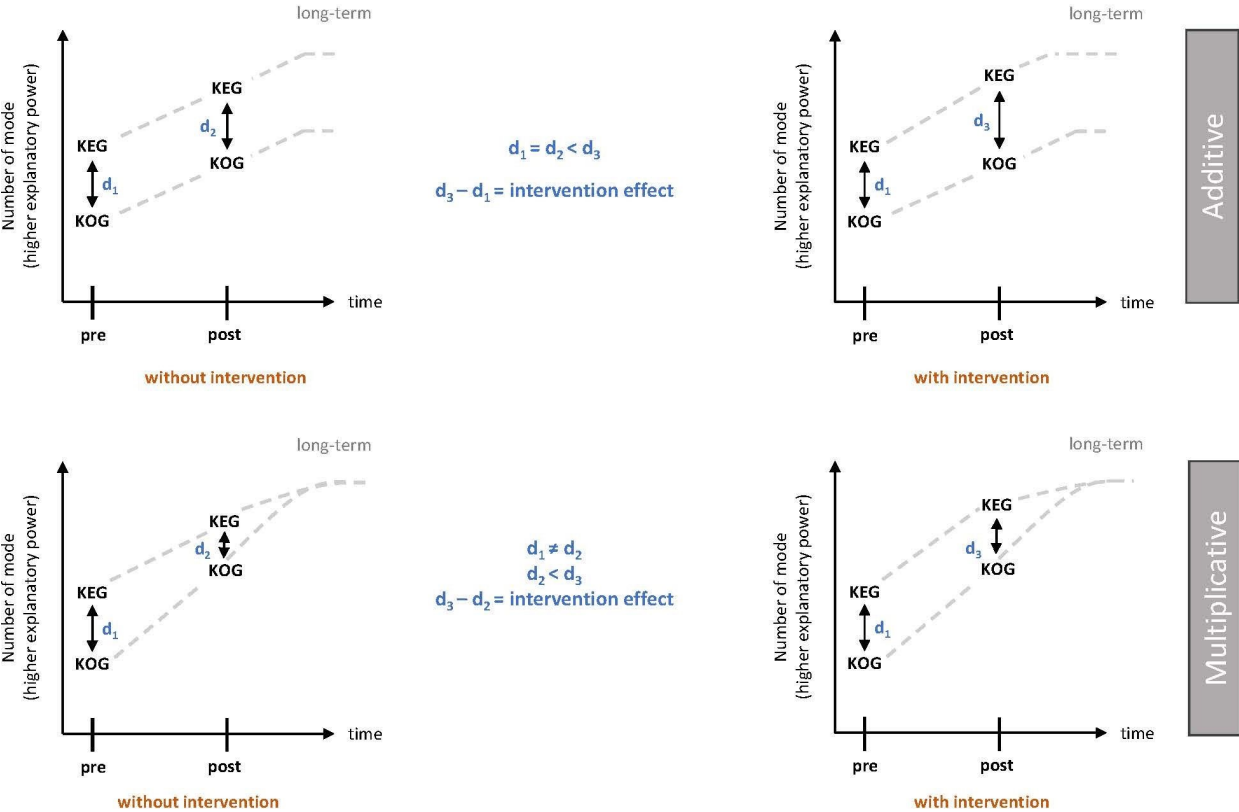 long-term
Number of mode
(higher explanatory power)
KEG
d1
KOG
KEG
d2
KOG
time
pre
post
without intervention
d1 = d2 < d3
d3 – d1 = intervention effect
long-term
Number of mode
(higher explanatory power)
KEG
d1
KOG
KEG
d3
KOG
time
pre
post
with intervention
Additive
long-term
Number of mode
(higher explanatory power)
KEG
d1
KOG
KEG
d2
KOG
time
pre
post
without intervention
d1 ≠ d2
d2 < d3
d3 – d2 = intervention effect
long-term
Number of mode
(higher explanatory power)
KEG
d1
KOG
KEG
d3
KOG
time
pre
post
with intervention
Multiplicative